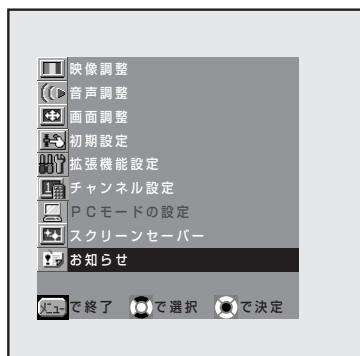 映像調整
音声調整
画面調整
初期設定
拡張機能設定
チャンネル設定
PCモードの設定
スクリーンセーバー
お知らせ
メニューで終了 で選択 で決定